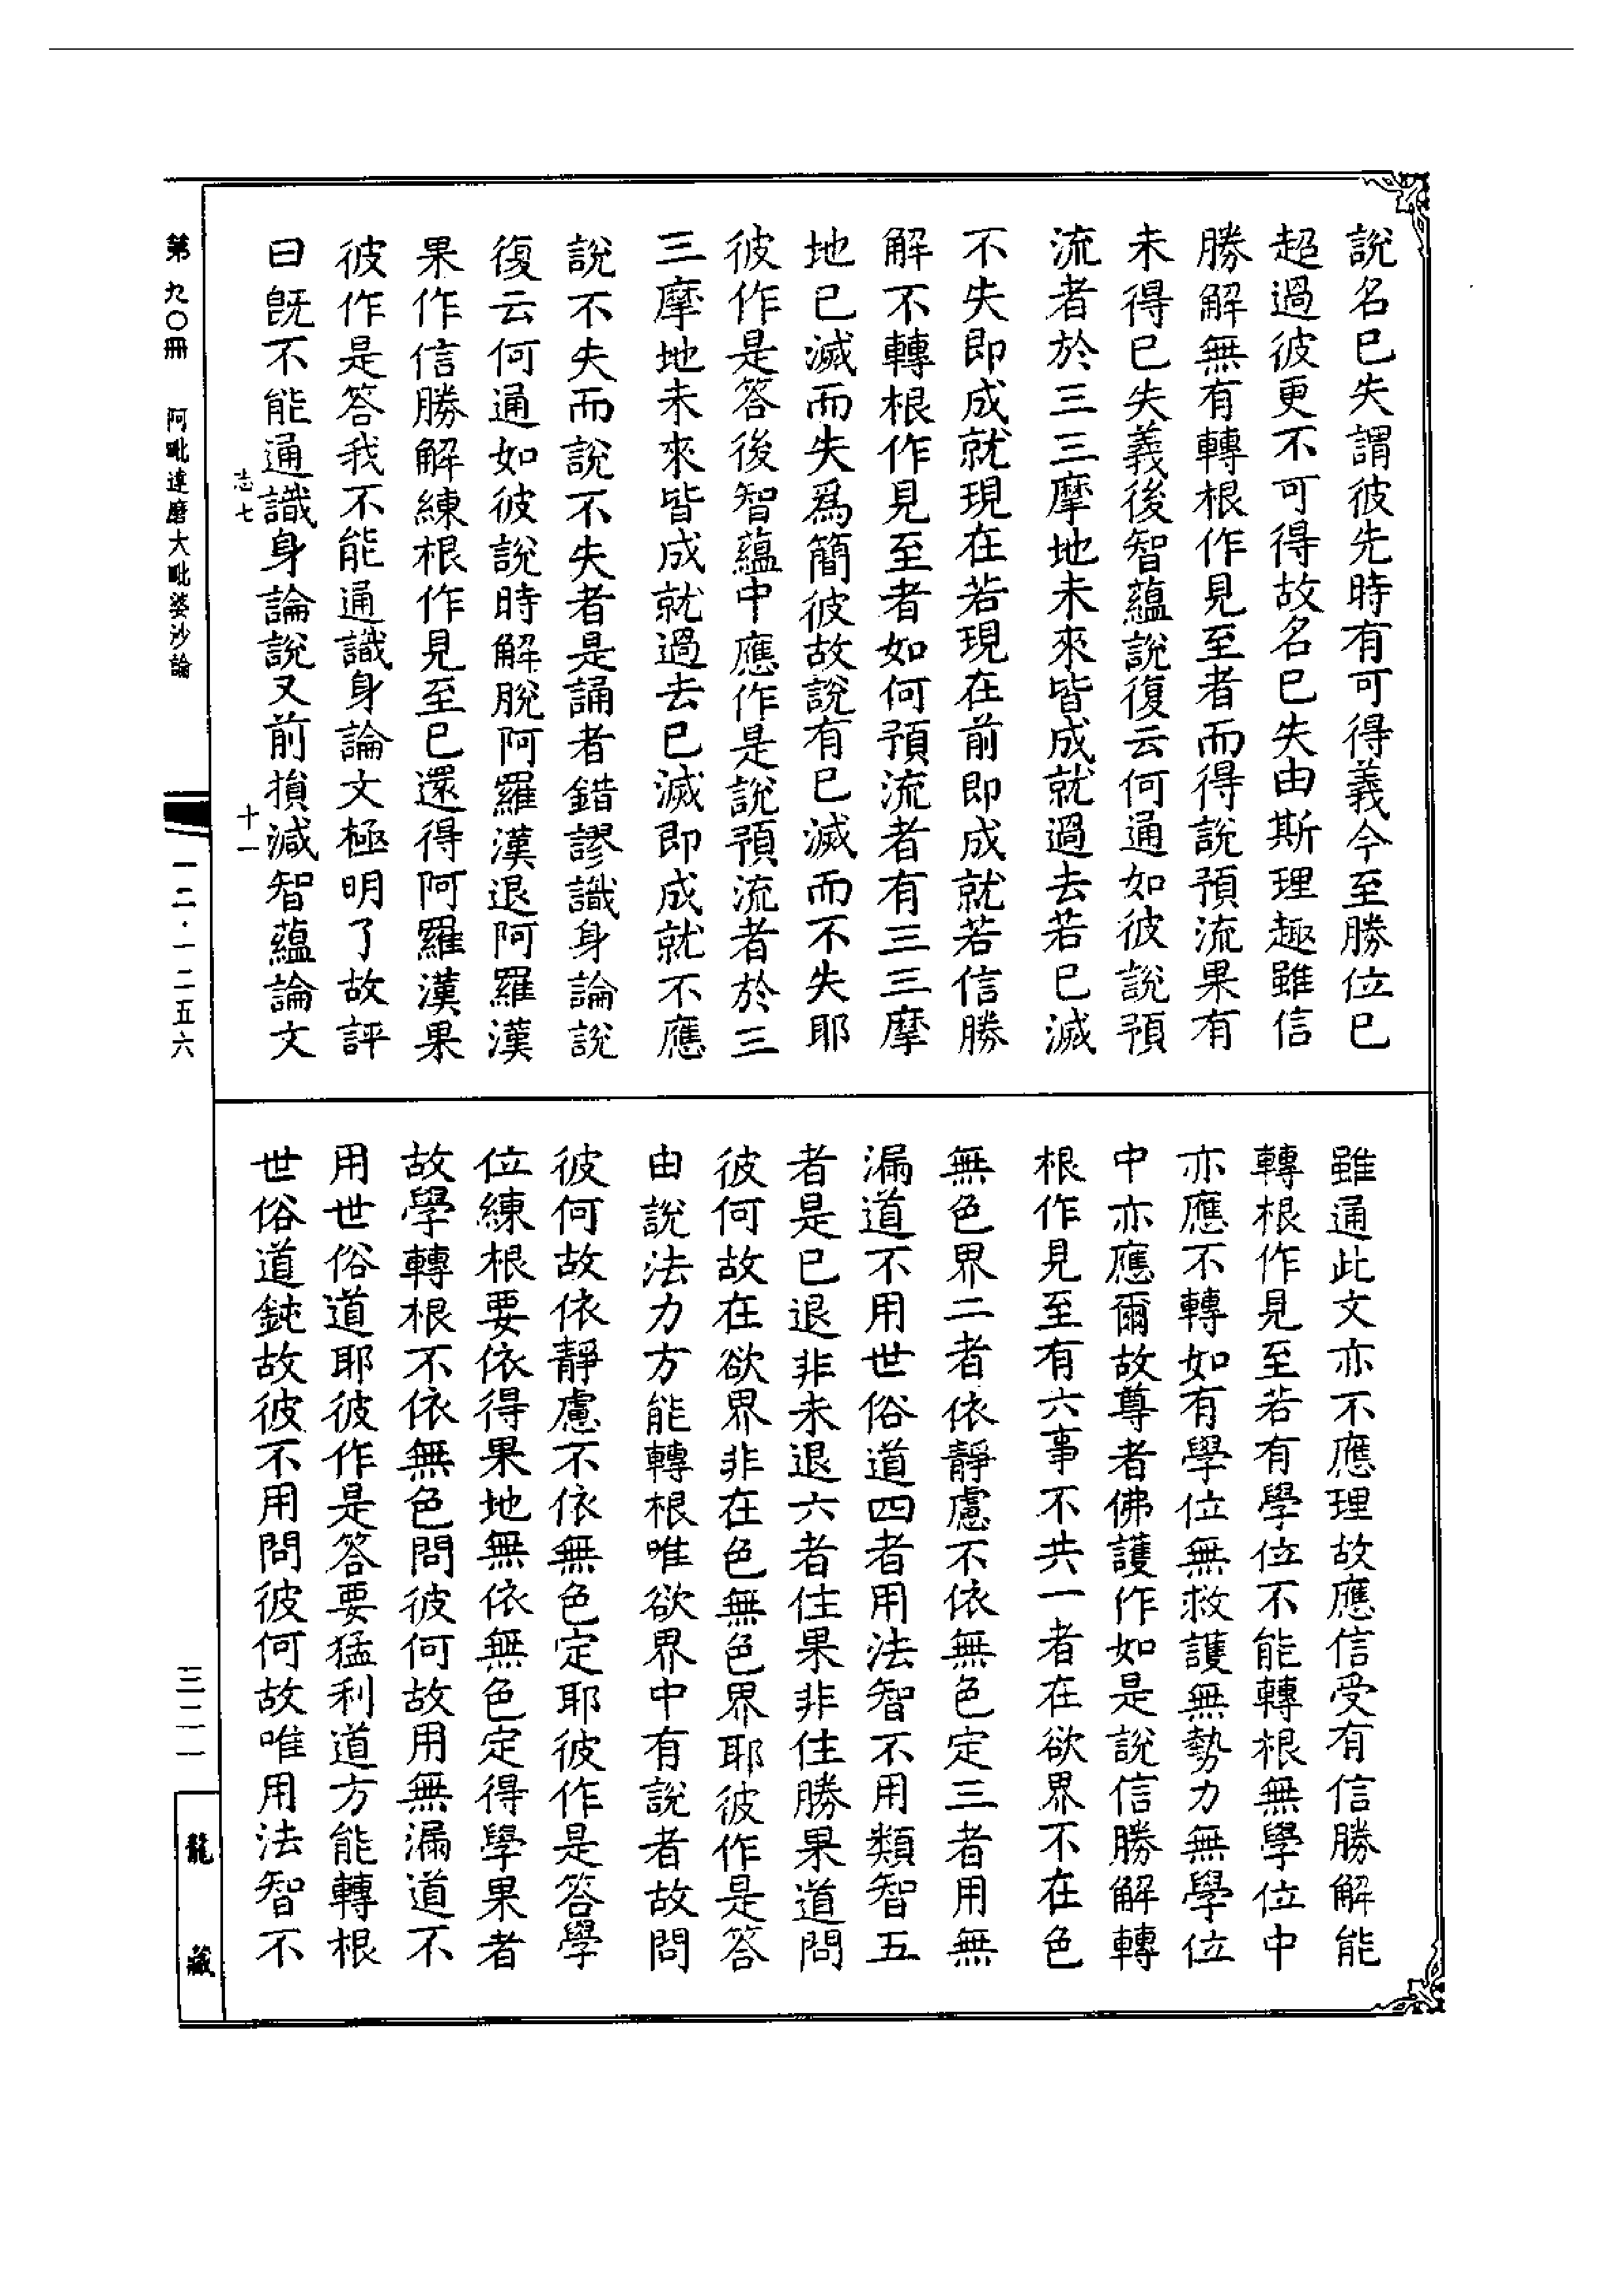 說名已失謂彼先時有可得義今至勝位已
超過彼更不可得故名已失由斯理趣雖信
勝解無有轉根作見至者而得說預流果有
未得已失義後智蘊說復云何通如彼說預
流者於三三摩地未來皆成就過去若已滅
不失即成就現在若現在前即成就若信勝
解不轉根作見至者如何預流者有三三摩
地已滅而失爲簡彼故說有已滅而不失耶
彼作是答後智蘊中應作是說預流者於三
三摩地未來皆成就過去已滅即成就不應
說不失而說不失者是誦者錯謬識身論說
復云何通如彼說時解脫阿羅漢退阿羅漢
果作信勝解練根作見至已還得阿羅漢果
彼作是答我不能通識身論文極明了故評
曰旣不能通識身論說又前損減智蘊論文
志七 十一
第九〇冊 阿毗達磨大毗婆沙論
一二·一二五六
雖通此文亦不應理故應信受有信勝解能
轉根作見至若有學位不能轉根無學位中
亦應不轉如有學位無救護無勢力無學位
中亦應爾故尊者佛護作如是說信勝解轉
根作見至有六事不共一者在欲界不在色
無色界二者依靜慮不依無色定三者用無
漏道不用世俗道四者用法智不用類智五
者是已退非未退六者住果非住勝果道問
彼何故在欲界非在色無色界耶彼作是答
由說法力方能轉根唯欲界中有說者故問
彼何故依靜慮不依無色定耶彼作是答學
位練根要依得果地無依無色定得學果者
故學轉根不依無色問彼何故用無漏道不
用世俗道耶彼作是答要猛利道方能轉根
世俗道鈍故彼不用問彼何故唯用法智不
三二一
龍藏